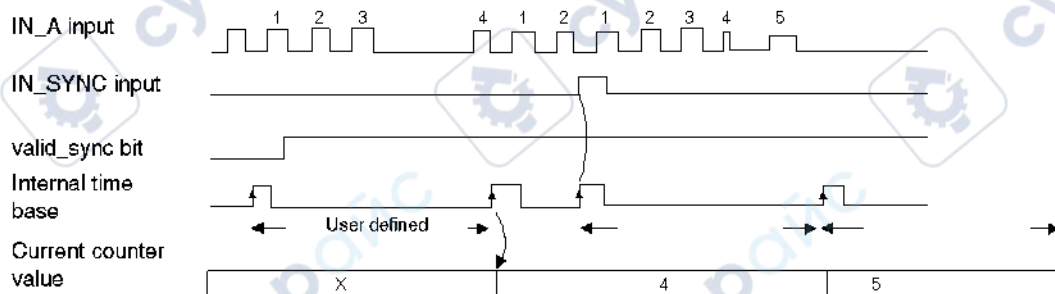 IN_A input
1 2 3 4 1 2 1 2 3 4 5
IN_SYNC input
valid_sync bit
Internal time
base
User defined
Current counter
value
X 4 5